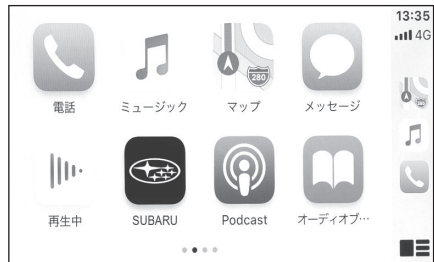 13:35
4G
280
電話
ミュージック
マップ
メッセージ
再生中
SUBARU
Podcast
オーディオブ…